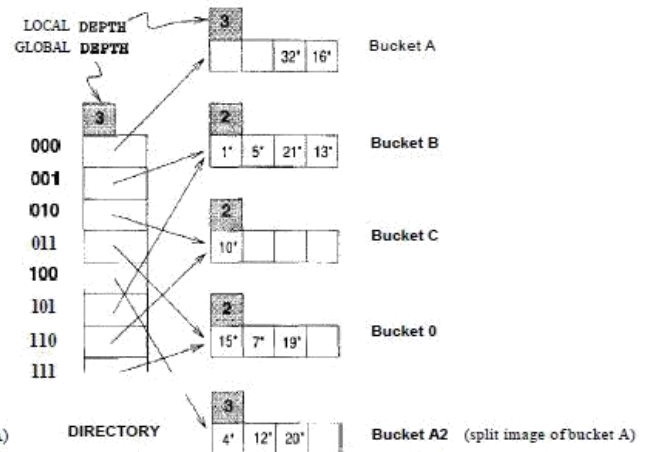 LOCAL DEPTH
GLOBAL DEPTH
3
32* 16*
Bucket A
3
000
001
010
011
100
101
110
111
2
1* 5* 21* 13*
Bucket B
2
10*
Bucket C
2
15* 7* 19*
Bucket 0
3
4* 12* 20*
Bucket A2 (split image of bucket A)
DIRECTORY
)